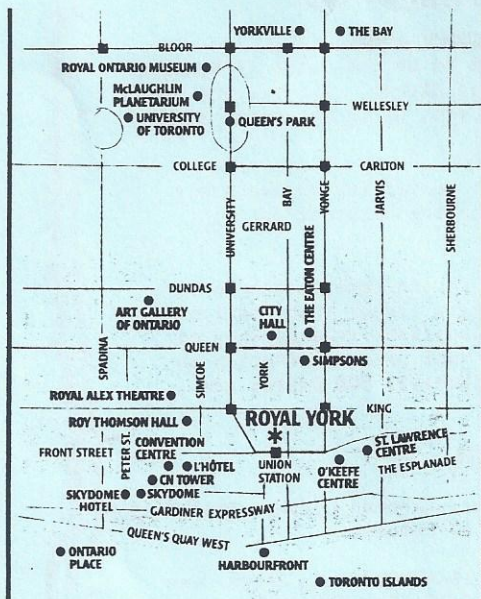 YORKVILLE
THE BAY
BLOOR
ROYAL ONTARIO MUSEUM
McLAUGHLIN
PLANETARIUM
UNIVERSITY
OF TORONTO
WELLESLEY
QUEEN'S PARK
COLLEGE
CARLTON
UNIVERSITY
GERRARD
BAY
YONGE
JARVIS
SHERBOURNE
DUNDAS
THE EATON CENTRE
ART GALLERY
OF ONTARIO
CITY
HALL
SPADINA
QUEEN
SIMCOE
YORK
SIMPSONS
ROYAL ALEX THEATRE
KING
ROYAL YORK
ROY THOMSON HALL
FRONT STREET
PETER ST.
CONVENTION
CENTRE
L'HÔTEL
UNION
STATION
O'KEEFE
CENTRE
ST. LAWRENCE
CENTRE
THE ESPLANADE
CN TOWER
SKYDOME
HOTEL
SKYDOME
GARDINER EXPRESSWAY
QUEEN'S QUAY WEST
ONTARIO
PLACE
HARBOURFRONT
TORONTO ISLANDS